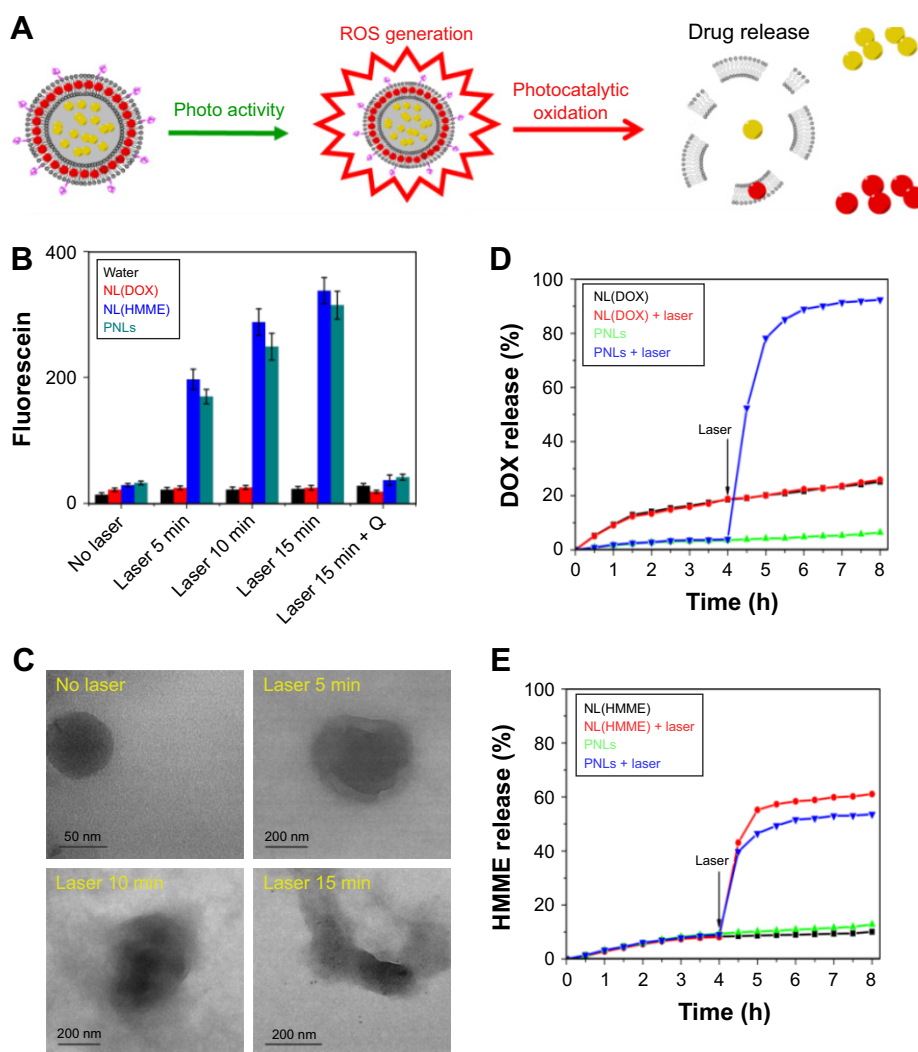 A
ROS generation
Drug release
Photo activity
Photocatalytic
oxidation
B
400
200
0
Fluorescein
Water
NL(DOX)
NL(HMME)
PNLs
No laser
Laser 5 min
Laser 10 min
Laser 15 min
Laser 15 min + Q
C
No laser
50 nm
Laser 5 min
200 nm
Laser 10 min
200 nm
Laser 15 min
200 nm
D
100
80
60
40
20
0
DOX release (%)
NL(DOX)
NL(DOX) + laser
PNLs
PNLs + laser
Laser
0 1 2 3 4 5 6 7 8
Time (h)
E
100
80
60
40
20
0
HMME release (%)
NL(HMME)
NL(HMME) + laser
PNLs
PNLs + laser
Laser
0 1 2 3 4 5 6 7 8
Time (h)